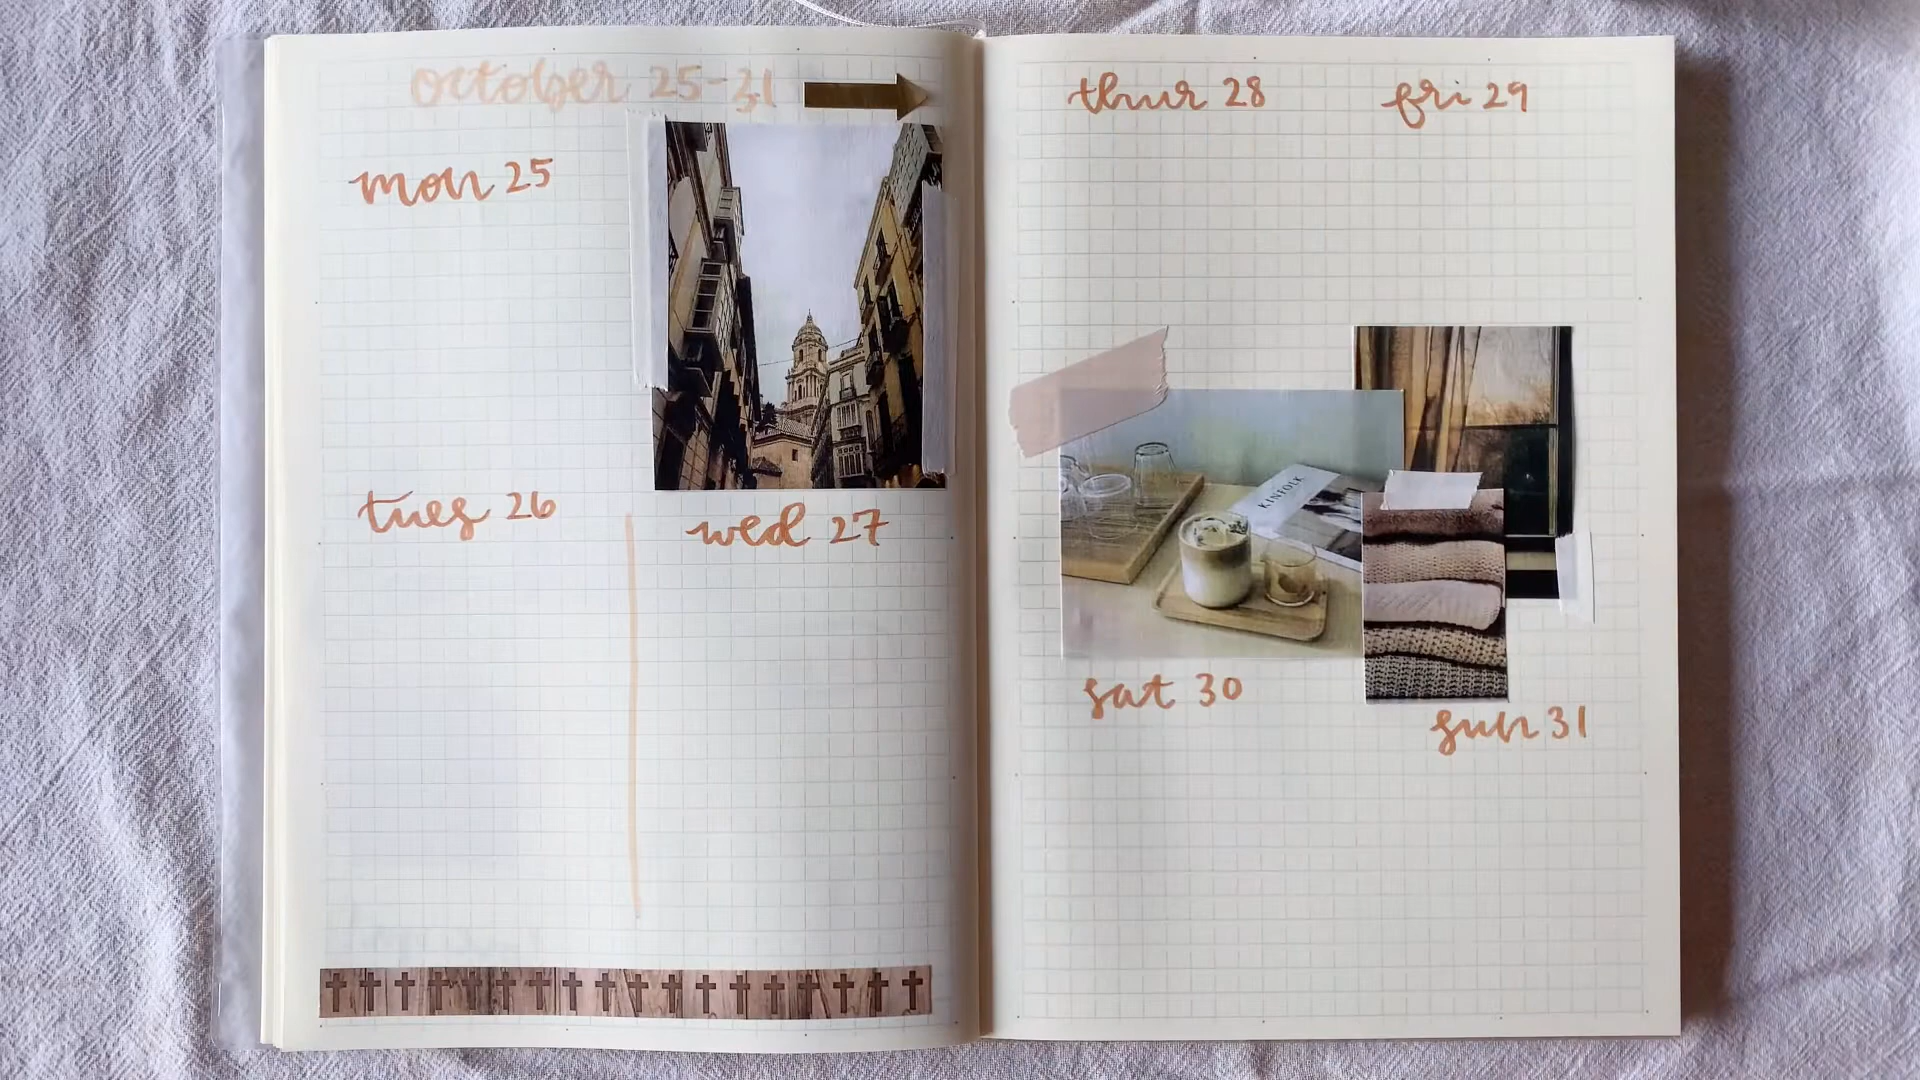 october 25-31
mon 25
tues 26
wed 27
thur 28
fri 29
KINFOLK
sat 30
sun 31